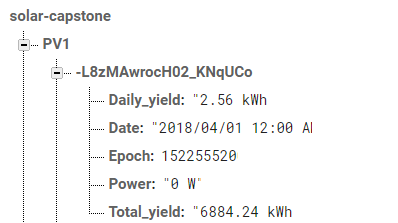 solar-capstone
PV1
-L8zMAwrocH02_KNqUCo
Daily_yield: "2.56 kWh
Date: "2018/04/01 12:00 A
Epoch: 152255520
Power: "0 W"
Total_yield: "6884.24 kWh